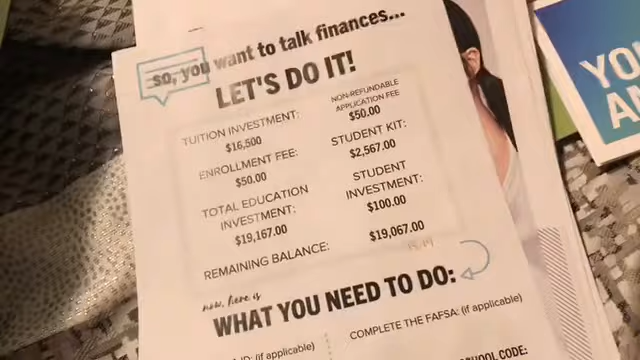 so, you want to talk finances...
LET'S DO IT!
TUITION INVESTMENT:
$16,500
NON-REFUNDABLE
APPLICATION FEE
$50.00
ENROLLMENT FEE:
$50.00
STUDENT KIT:
$2,567.00
TOTAL EDUCATION
INVESTMENT:
$19,167.00
STUDENT
INVESTMENT:
$100.00
REMAINING BALANCE:
$19,067.00
now, here is
WHAT YOU NEED TO DO:
ID: (if applicable)
COMPLETE THE FAFSA: (if applicable)
SCHOOL CODE:
YO
AN